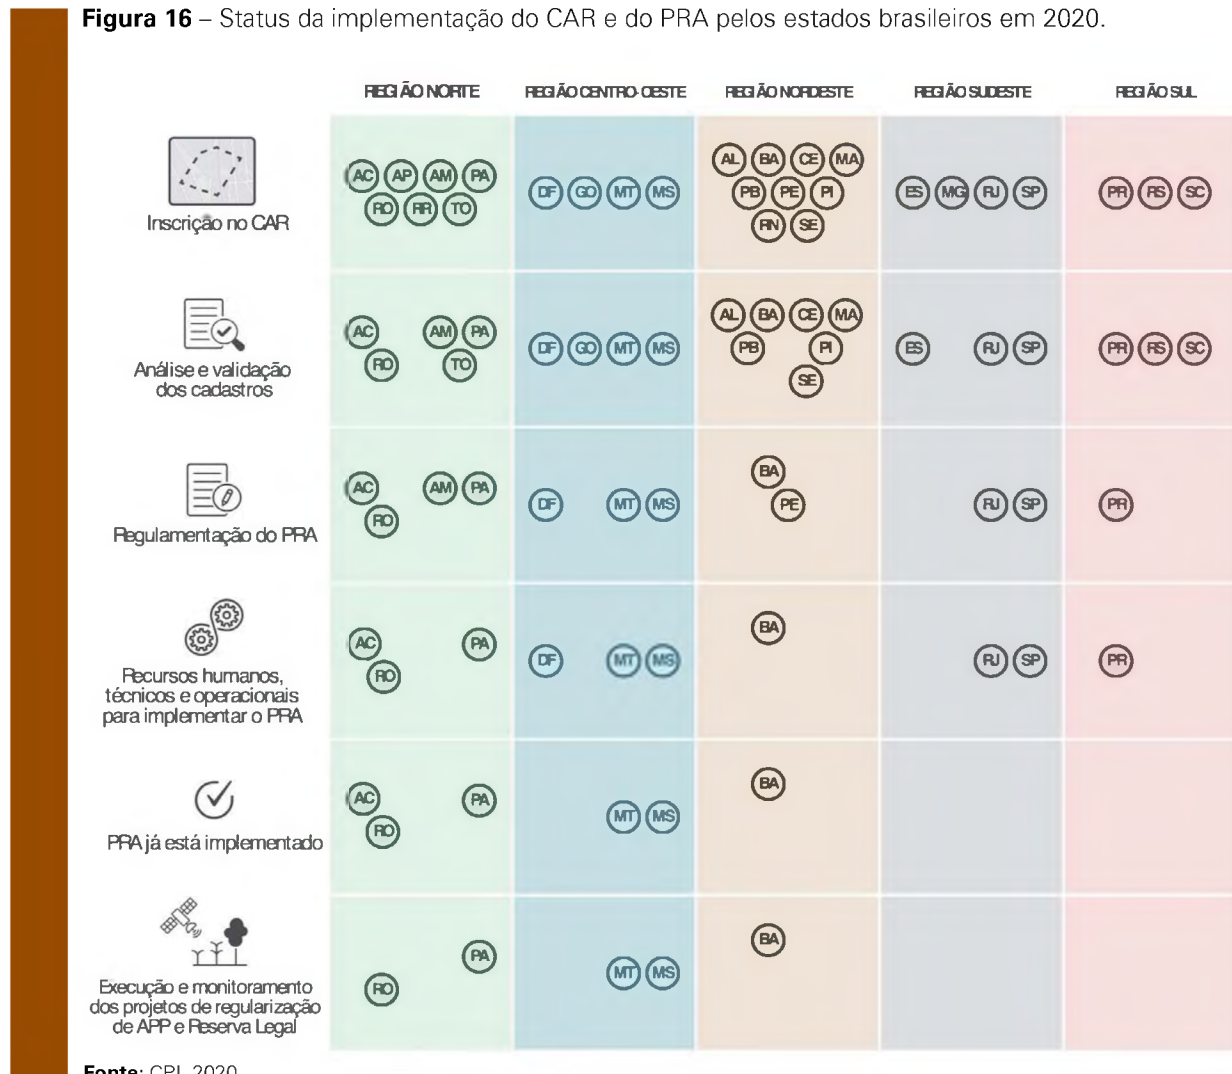 Figura 16 – Status da implementação do CAR e do PRA pelos estados brasileiros em 2020.
REGIÃO NORTE REGIÃO CENTRO-OESTE REGIÃO NORDESTE REGIÃO SUDESTE REGIÃO SUL
Inscrição no CAR
AC AP AM PA
RO RR TO
DF GO MT MS
AL BA CE MA
PB PE PI
RN SE
ES MG RJ SP
PR RS SC
Análise e validação
dos cadastros
AC AM PA
RO TO
DF GO MT MS
AL BA CE MA
PB PI
SE
ES RJ SP
PR RS SC
Regulamentação do PRA
AC AM PA
RO
DF MT MS
BA
PE
RJ SP
PR
Recursos humanos,
técnicos e operacionais
para implementar o PRA
AC PA
RO
DF MT MS
BA
RJ SP
PR
PRA já está implementado
AC PA
RO
MT MS
BA
Execução e monitoramento
dos projetos de regularização
de APP e Reserva Legal
PA
RO
MT MS
BA
Fonte: CPI, 2020